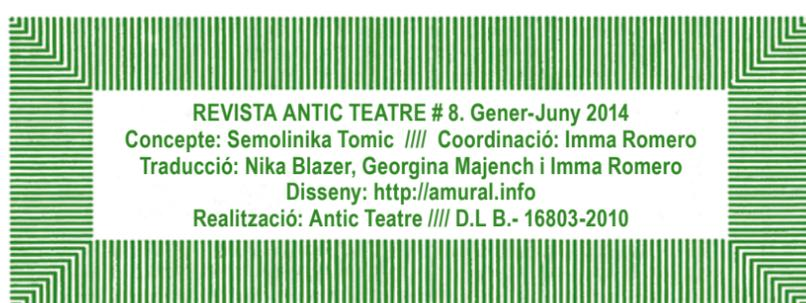 REVISTA ANTIC TEATRE # 8. Gener-Juny 2014
Concepte: Semolinika Tomic //// Coordinació: Imma Romero
Traducció: Nika Blazer, Georgina Majench i Imma Romero
Disseny: http://amural.info
Realització: Antic Teatre //// D.L B.- 16803-2010